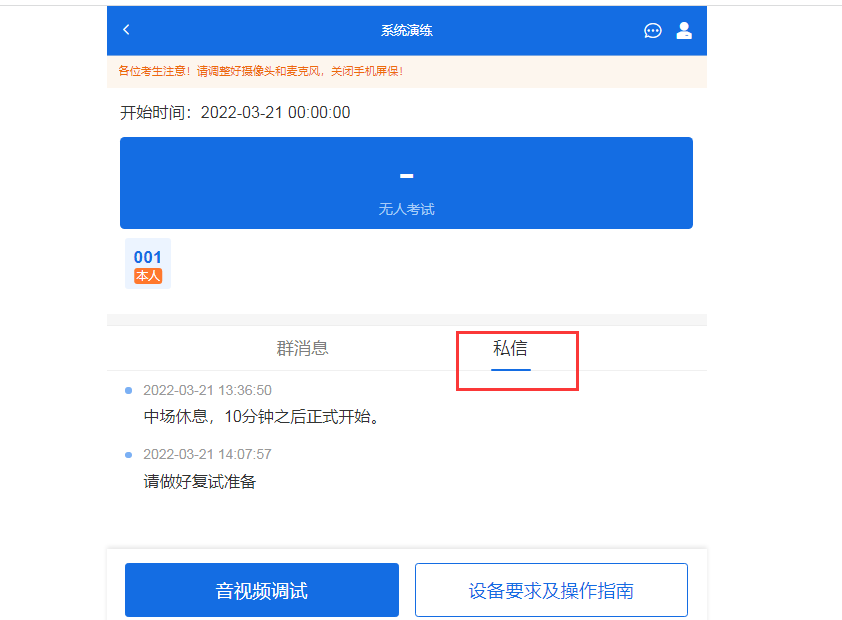 系统演练
各位考生注意！请调整好摄像头和麦克风，关闭手机屏保！
开始时间：2022-03-21 00:00:00
-
无人考试
001
本人
群消息 私信
2022-03-21 13:36:50
中场休息，10分钟之后正式开始。
2022-03-21 14:07:57
请做好复试准备
音视频调试 设备要求及操作指南